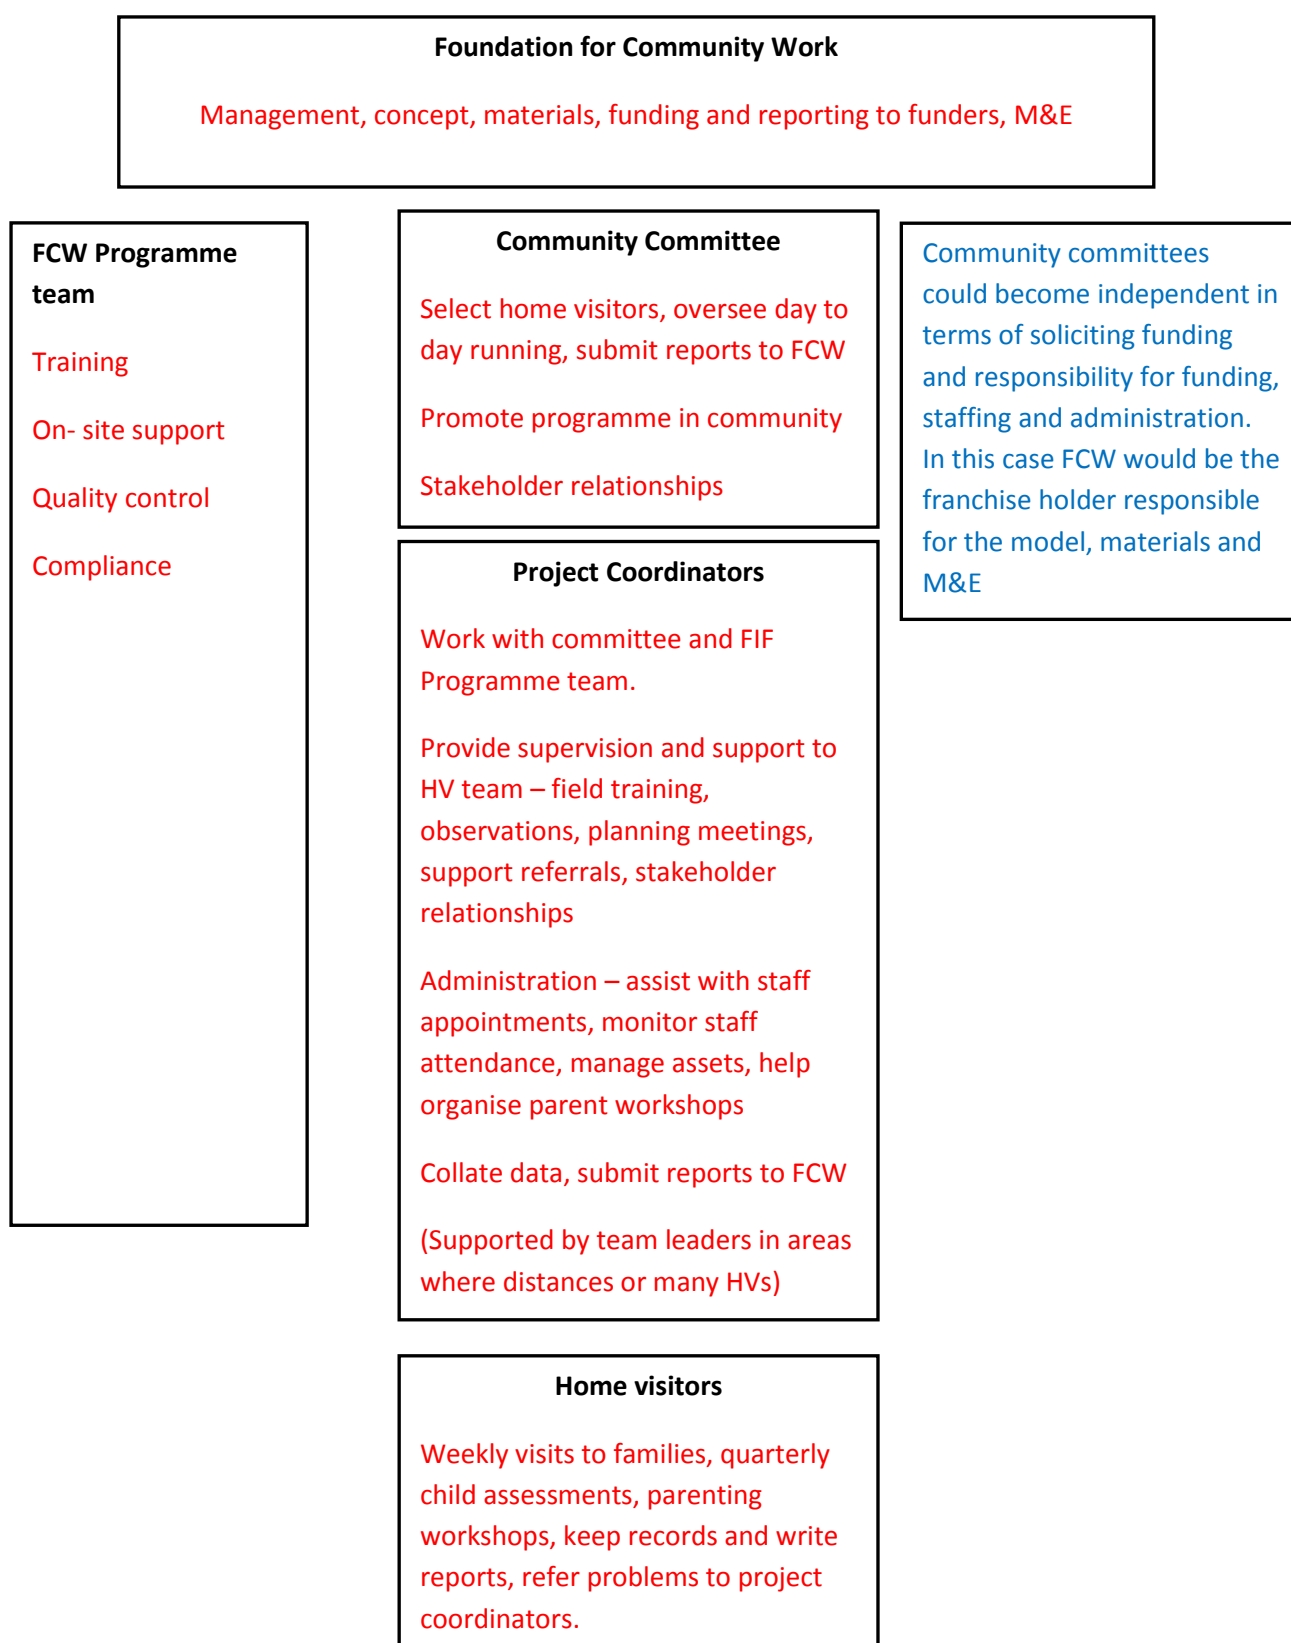 Foundation for Community Work
Management, concept, materials, funding and reporting to funders, M&E
FCW Programme
team
Training
On- site support
Quality control
Compliance
Community Committee
Select home visitors, oversee day to
day running, submit reports to FCW
Promote programme in community
Stakeholder relationships
Community committees
could become independent in
terms of soliciting funding
and responsibility for funding,
staffing and administration.
In this case FCW would be the
franchise holder responsible
for the model, materials and
M&E
Project Coordinators
Work with committee and FIF
Programme team.
Provide supervision and support to
HV team – field training,
observations, planning meetings,
support referrals, stakeholder
relationships
Administration – assist with staff
appointments, monitor staff
attendance, manage assets, help
organise parent workshops
Collate data, submit reports to FCW
(Supported by team leaders in areas
where distances or many HVs)
Home visitors
Weekly visits to families, quarterly
child assessments, parenting
workshops, keep records and write
reports, refer problems to project
coordinators.